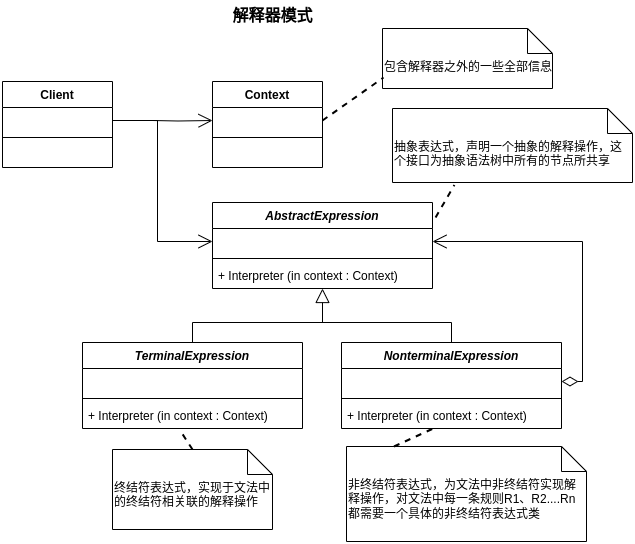 解释器模式
包含解释器之外的一些全部信息
Client
Context
抽象表达式，声明一个抽象的解释操作，这
个接口为抽象语法树中所有的节点所共享
AbstractExpression
+ Interpreter (in context : Context)
TerminalExpression
NonterminalExpression
+ Interpreter (in context : Context)
+ Interpreter (in context : Context)
终结符表达式，实现于文法中
的终结符相关联的解释操作
非终结符表达式，为文法中非终结符实现解
释操作，对文法中每一条规则R1、R2....Rn
都需要一个具体的非终结符表达式类